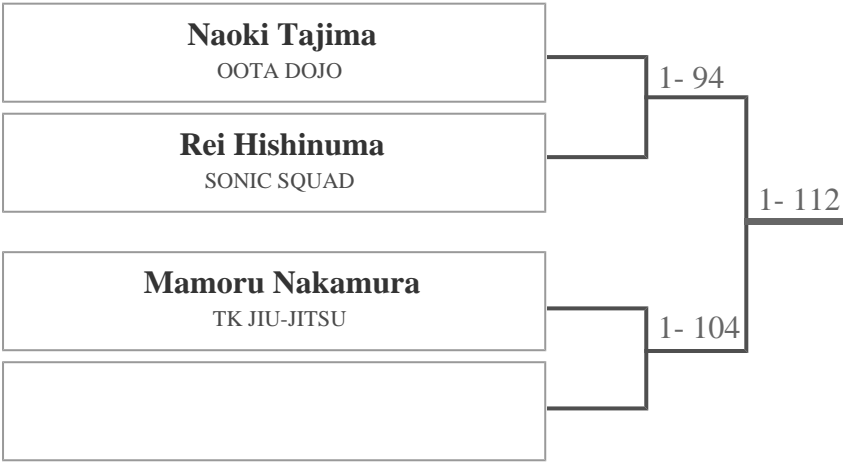 Naoki Tajima
OOTA DOJO
1- 94
Rei Hishinuma
SONIC SQUAD
1- 112
Mamoru Nakamura
TK JIU-JITSU
1- 104